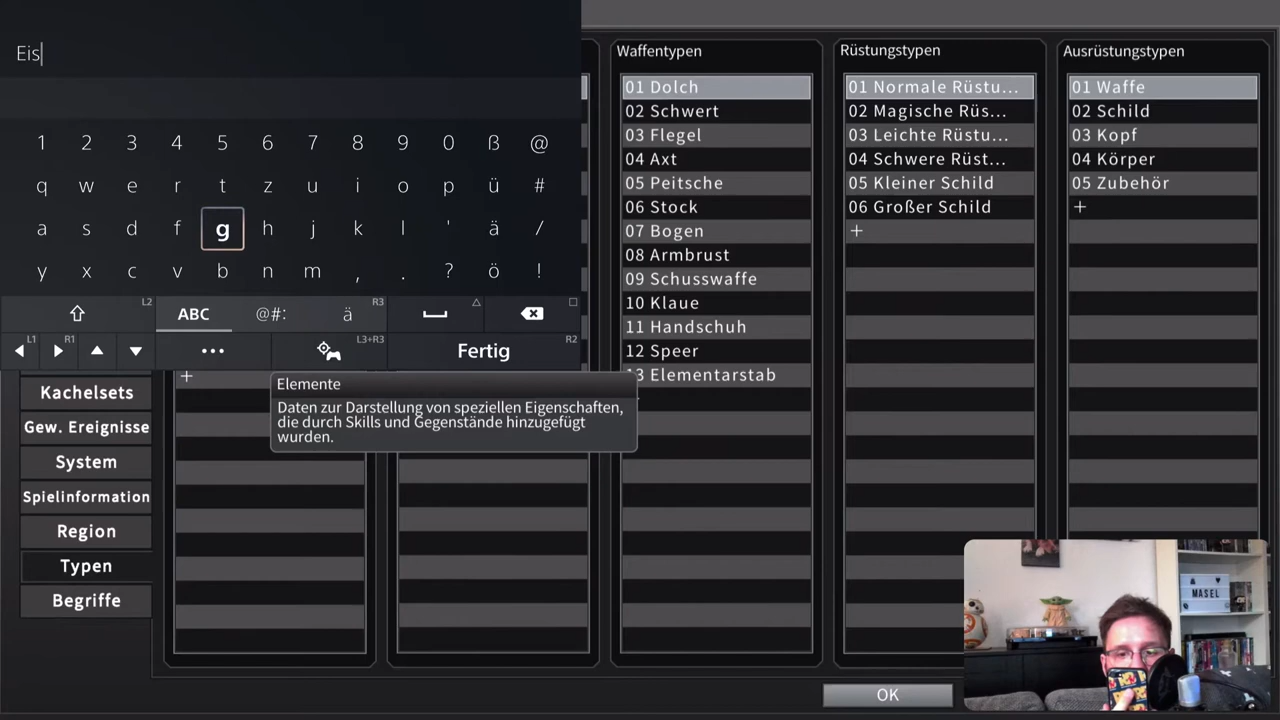 Eis
1 2 3 4 5 6 7 8 9 0 ß @
q w e r t z u i o p ü #
a s d f g h j k l ' ä /
y x c v b n m , . ? ö !
L2
ABC
@#:
ä
R3
L1
R1
...
L3+R3
Fertig
R2
+
Elemente
Daten zur Darstellung von speziellen Eigenschaften,
die durch Skills und Gegenstände hinzugefügt
wurden.
Kachelsets
Gew. Ereignisse
System
Spielinformation
Region
Typen
Begriffe
Waffentypen
01 Dolch
02 Schwert
03 Flegel
04 Axt
05 Peitsche
06 Stock
07 Bogen
08 Armbrust
09 Schusswaffe
10 Klaue
11 Handschuh
12 Speer
13 Elementarstab
Rüstungstypen
01 Normale Rüstu...
02 Magische Rüs...
03 Leichte Rüstu...
04 Schwere Rüst...
05 Kleiner Schild
06 Großer Schild
+
Ausrüstungstypen
01 Waffe
02 Schild
03 Kopf
04 Körper
05 Zubehör
+
MASEL
OK